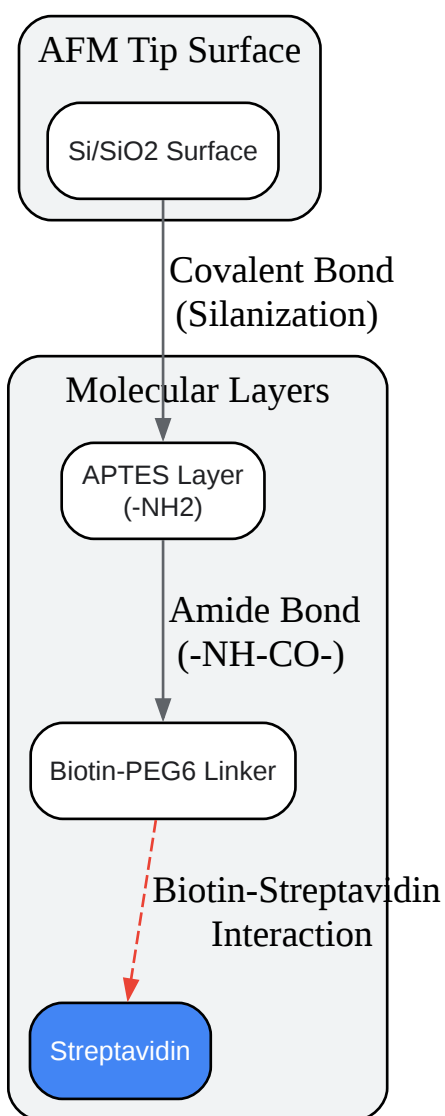 AFM Tip Surface
Si/SiO2 Surface
Covalent Bond
(Silanization)
Molecular Layers
APTES Layer
(-NH2)
Amide Bond
(-NH-CO-)
Biotin-PEG6 Linker
Biotin-Streptavidin
Interaction
Streptavidin